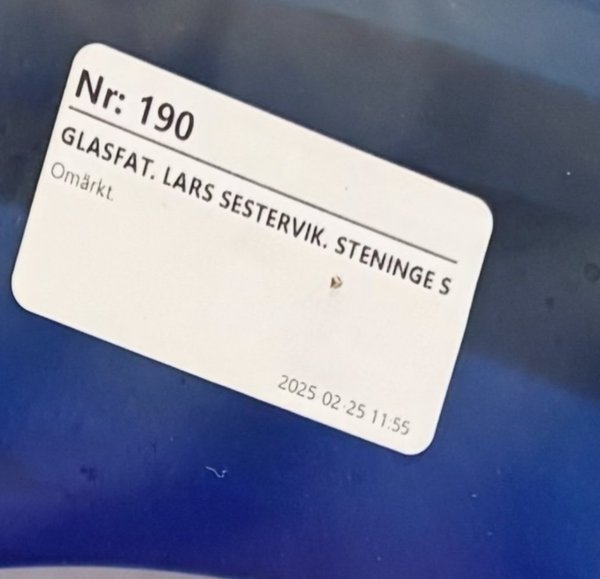 Nr: 190
GLASFAT. LARS SESTERVIK. STENINGE S
Omärkt.
2025 02-25 11:55